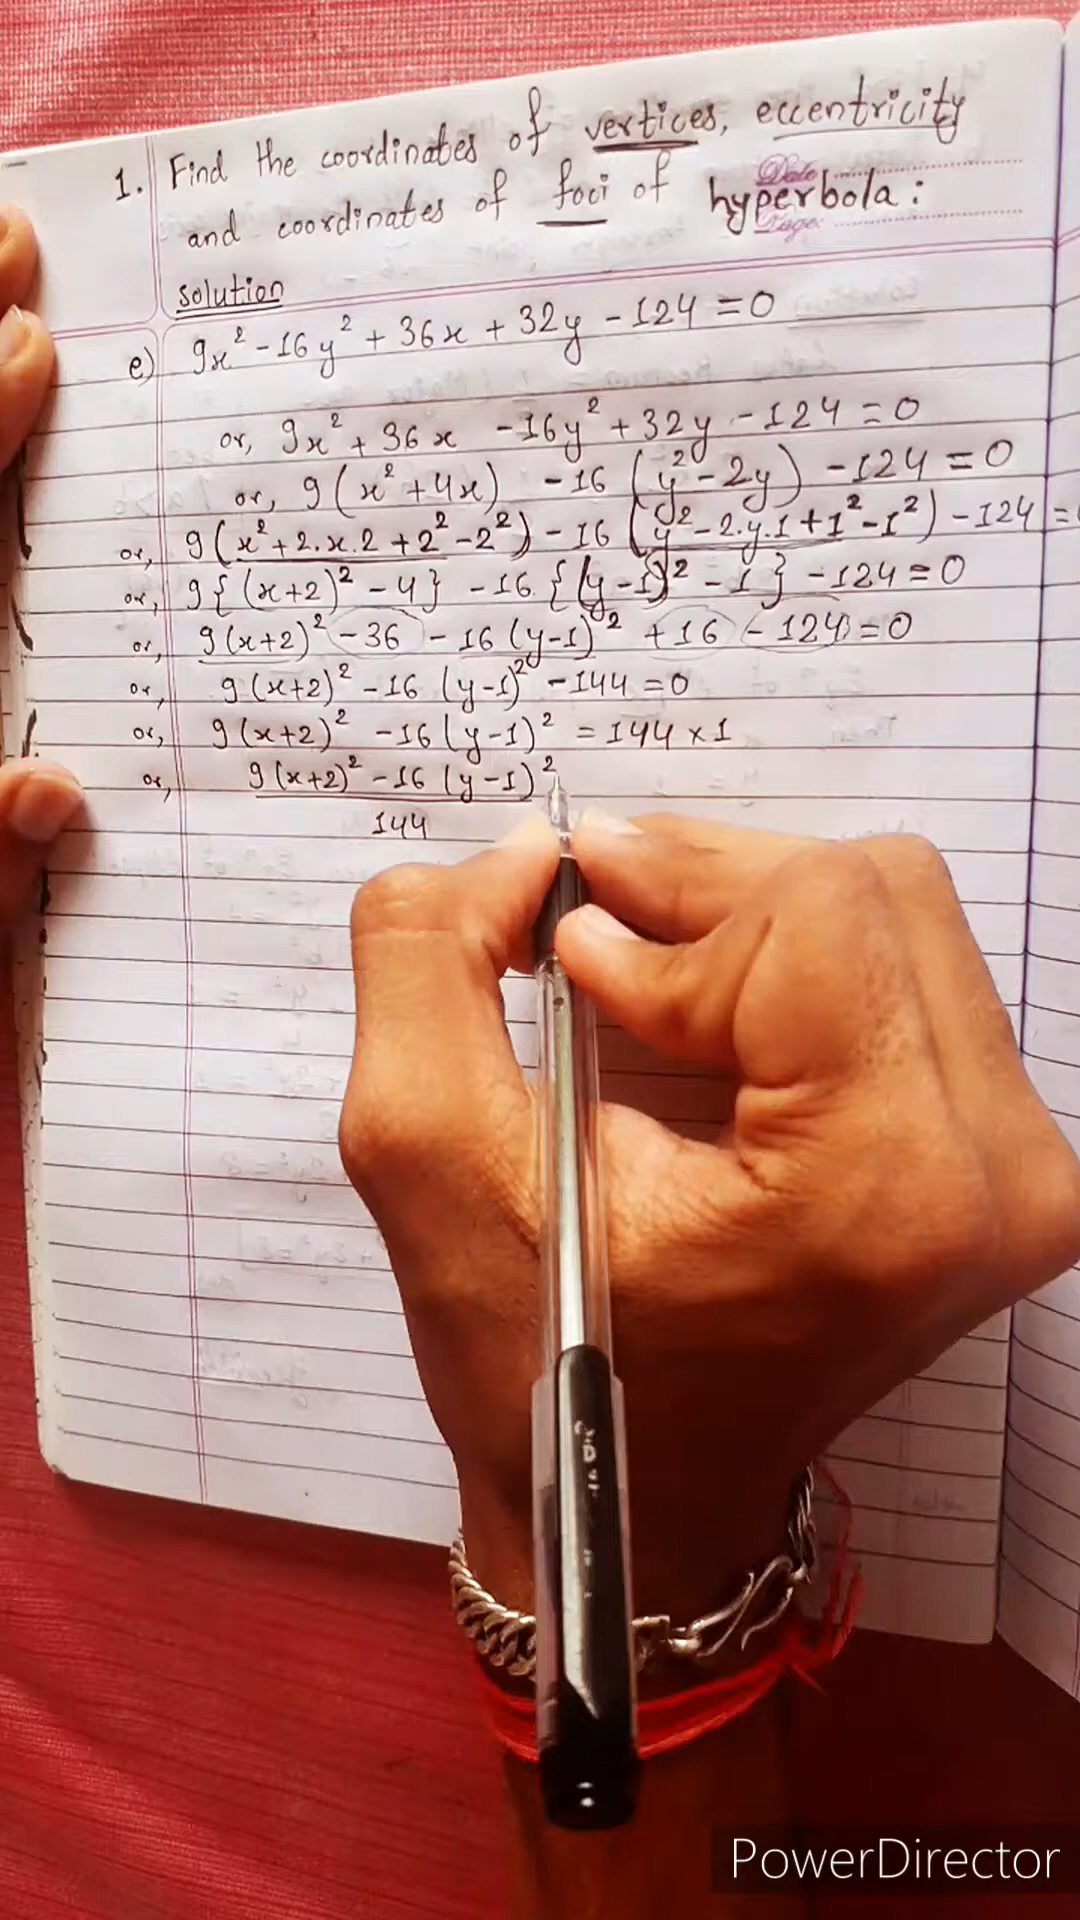 1. Find the coordinates of vertices, eccentricity
and coordinates of foci of hyperbola:
Date
Page:
solution
e) 9x² - 16y² + 36x + 32y - 124 = 0
or, 9x² + 36x - 16y² + 32y - 124 = 0
or, 9(x² + 4x) - 16(y² - 2y) - 124 = 0
or, 9(x² + 2.x.2 + 2² - 2²) - 16(y² - 2.y.1 + 1² - 1²) - 124 =
or, 9{(x+2)² - 4} - 16.{(y-1)² - 1} - 124 = 0
or, 9(x+2)² - 36 - 16(y-1)² + 16 - 124 = 0
or, 9(x+2)² - 16(y-1)² - 144 = 0
or, 9(x+2)² - 16(y-1)² = 144 × 1
or, 9(x+2)² - 16(y-1)²
144
PowerDirector